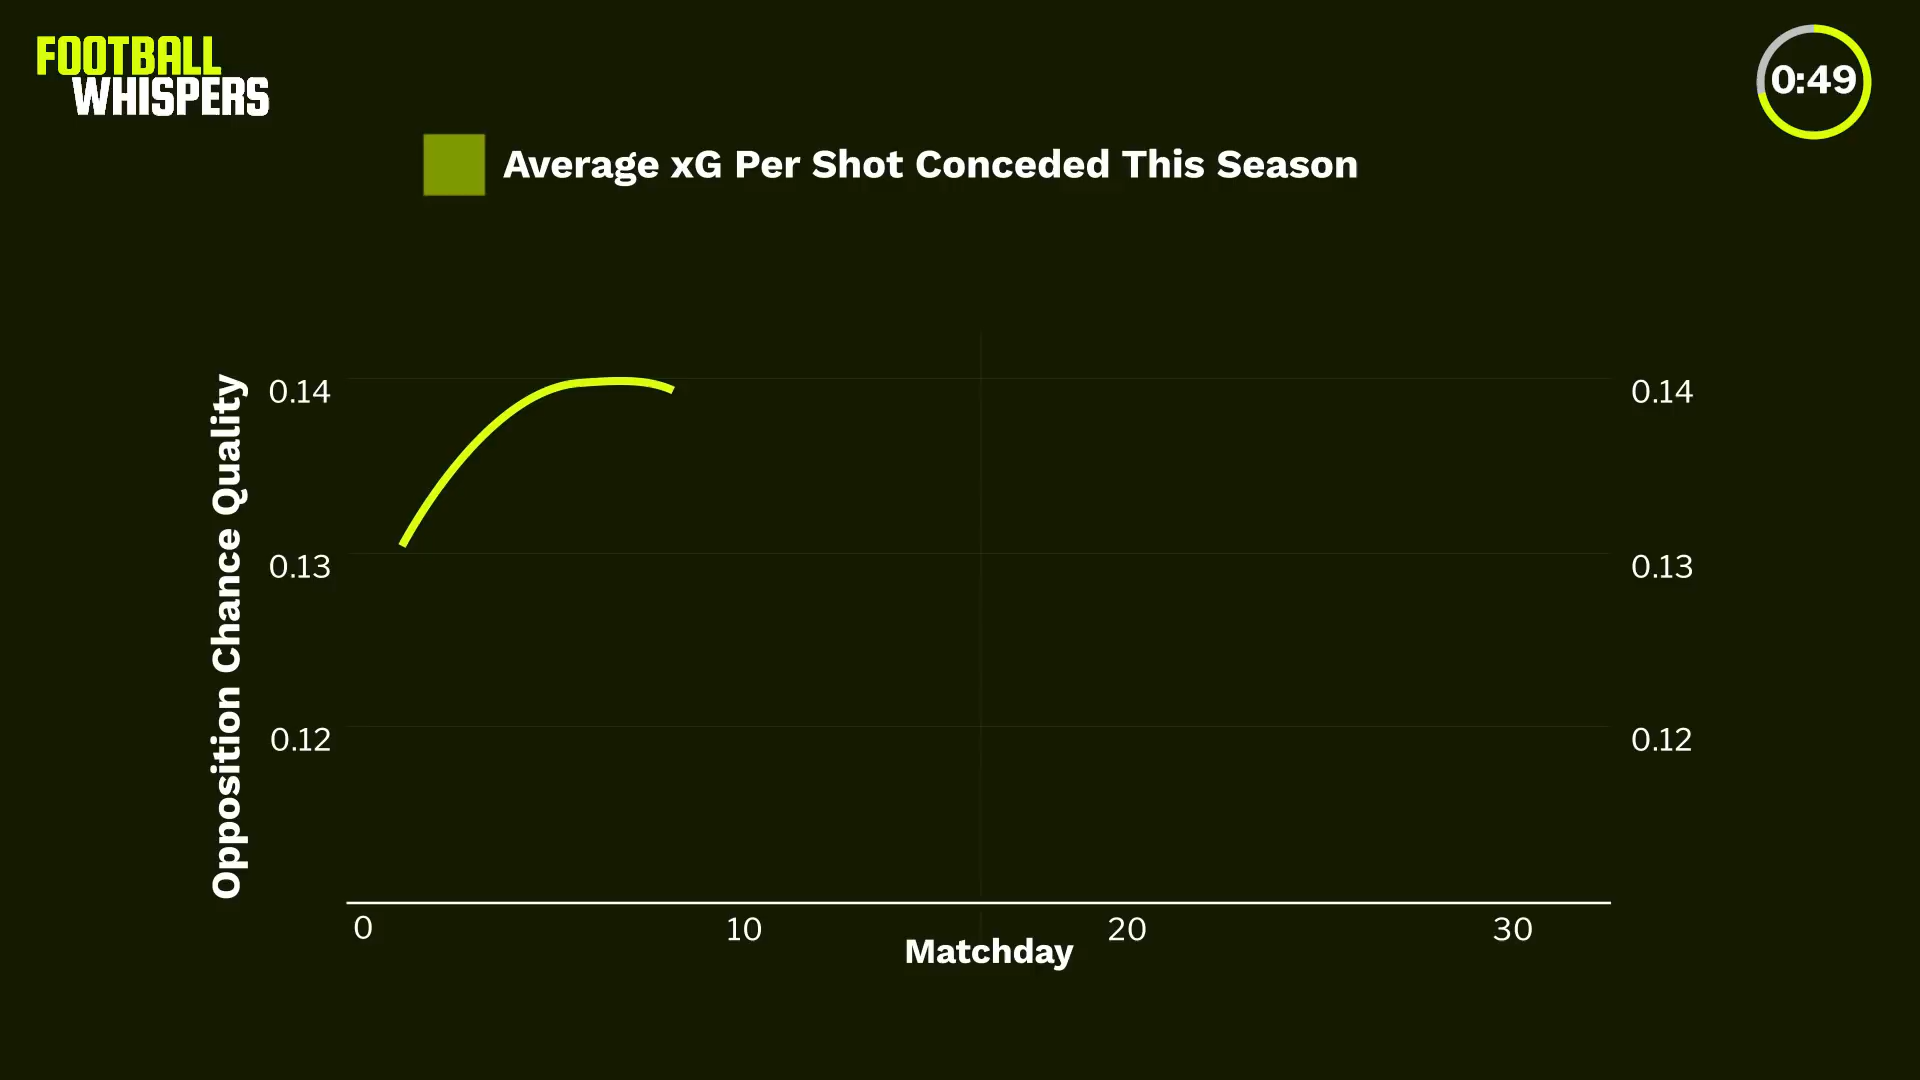 FOOTBALL
WHISPERS
0:49
Average xG Per Shot Conceded This Season
Opposition Chance Quality
0.14
0.14
0.13
0.13
0.12
0.12
0
10
20
30
Matchday